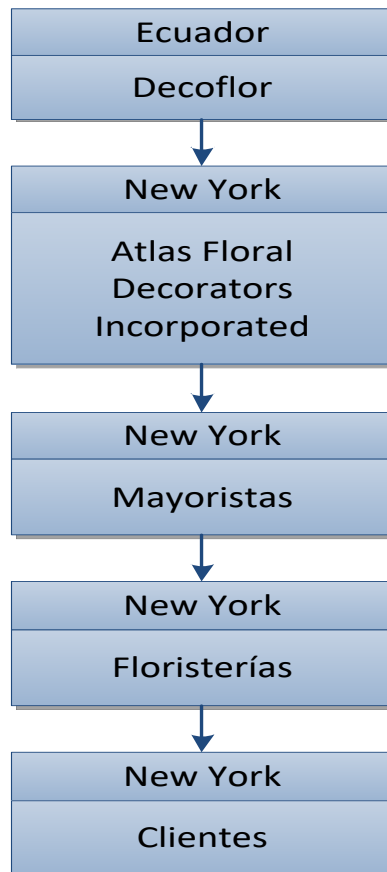 Ecuador
Decoflor
New York
Atlas Floral
Decorators
Incorporated
New York
Mayoristas
New York
Floristerías
New York
Clientes